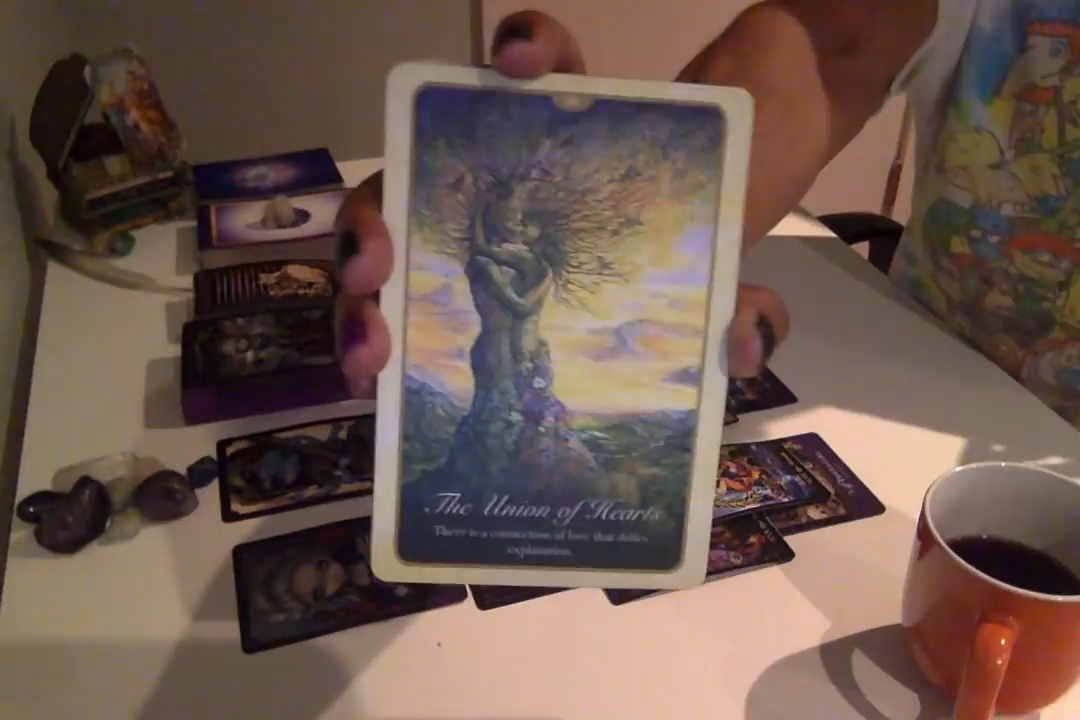 The Union of Hearts
There is a connection of love that defies
explanation.